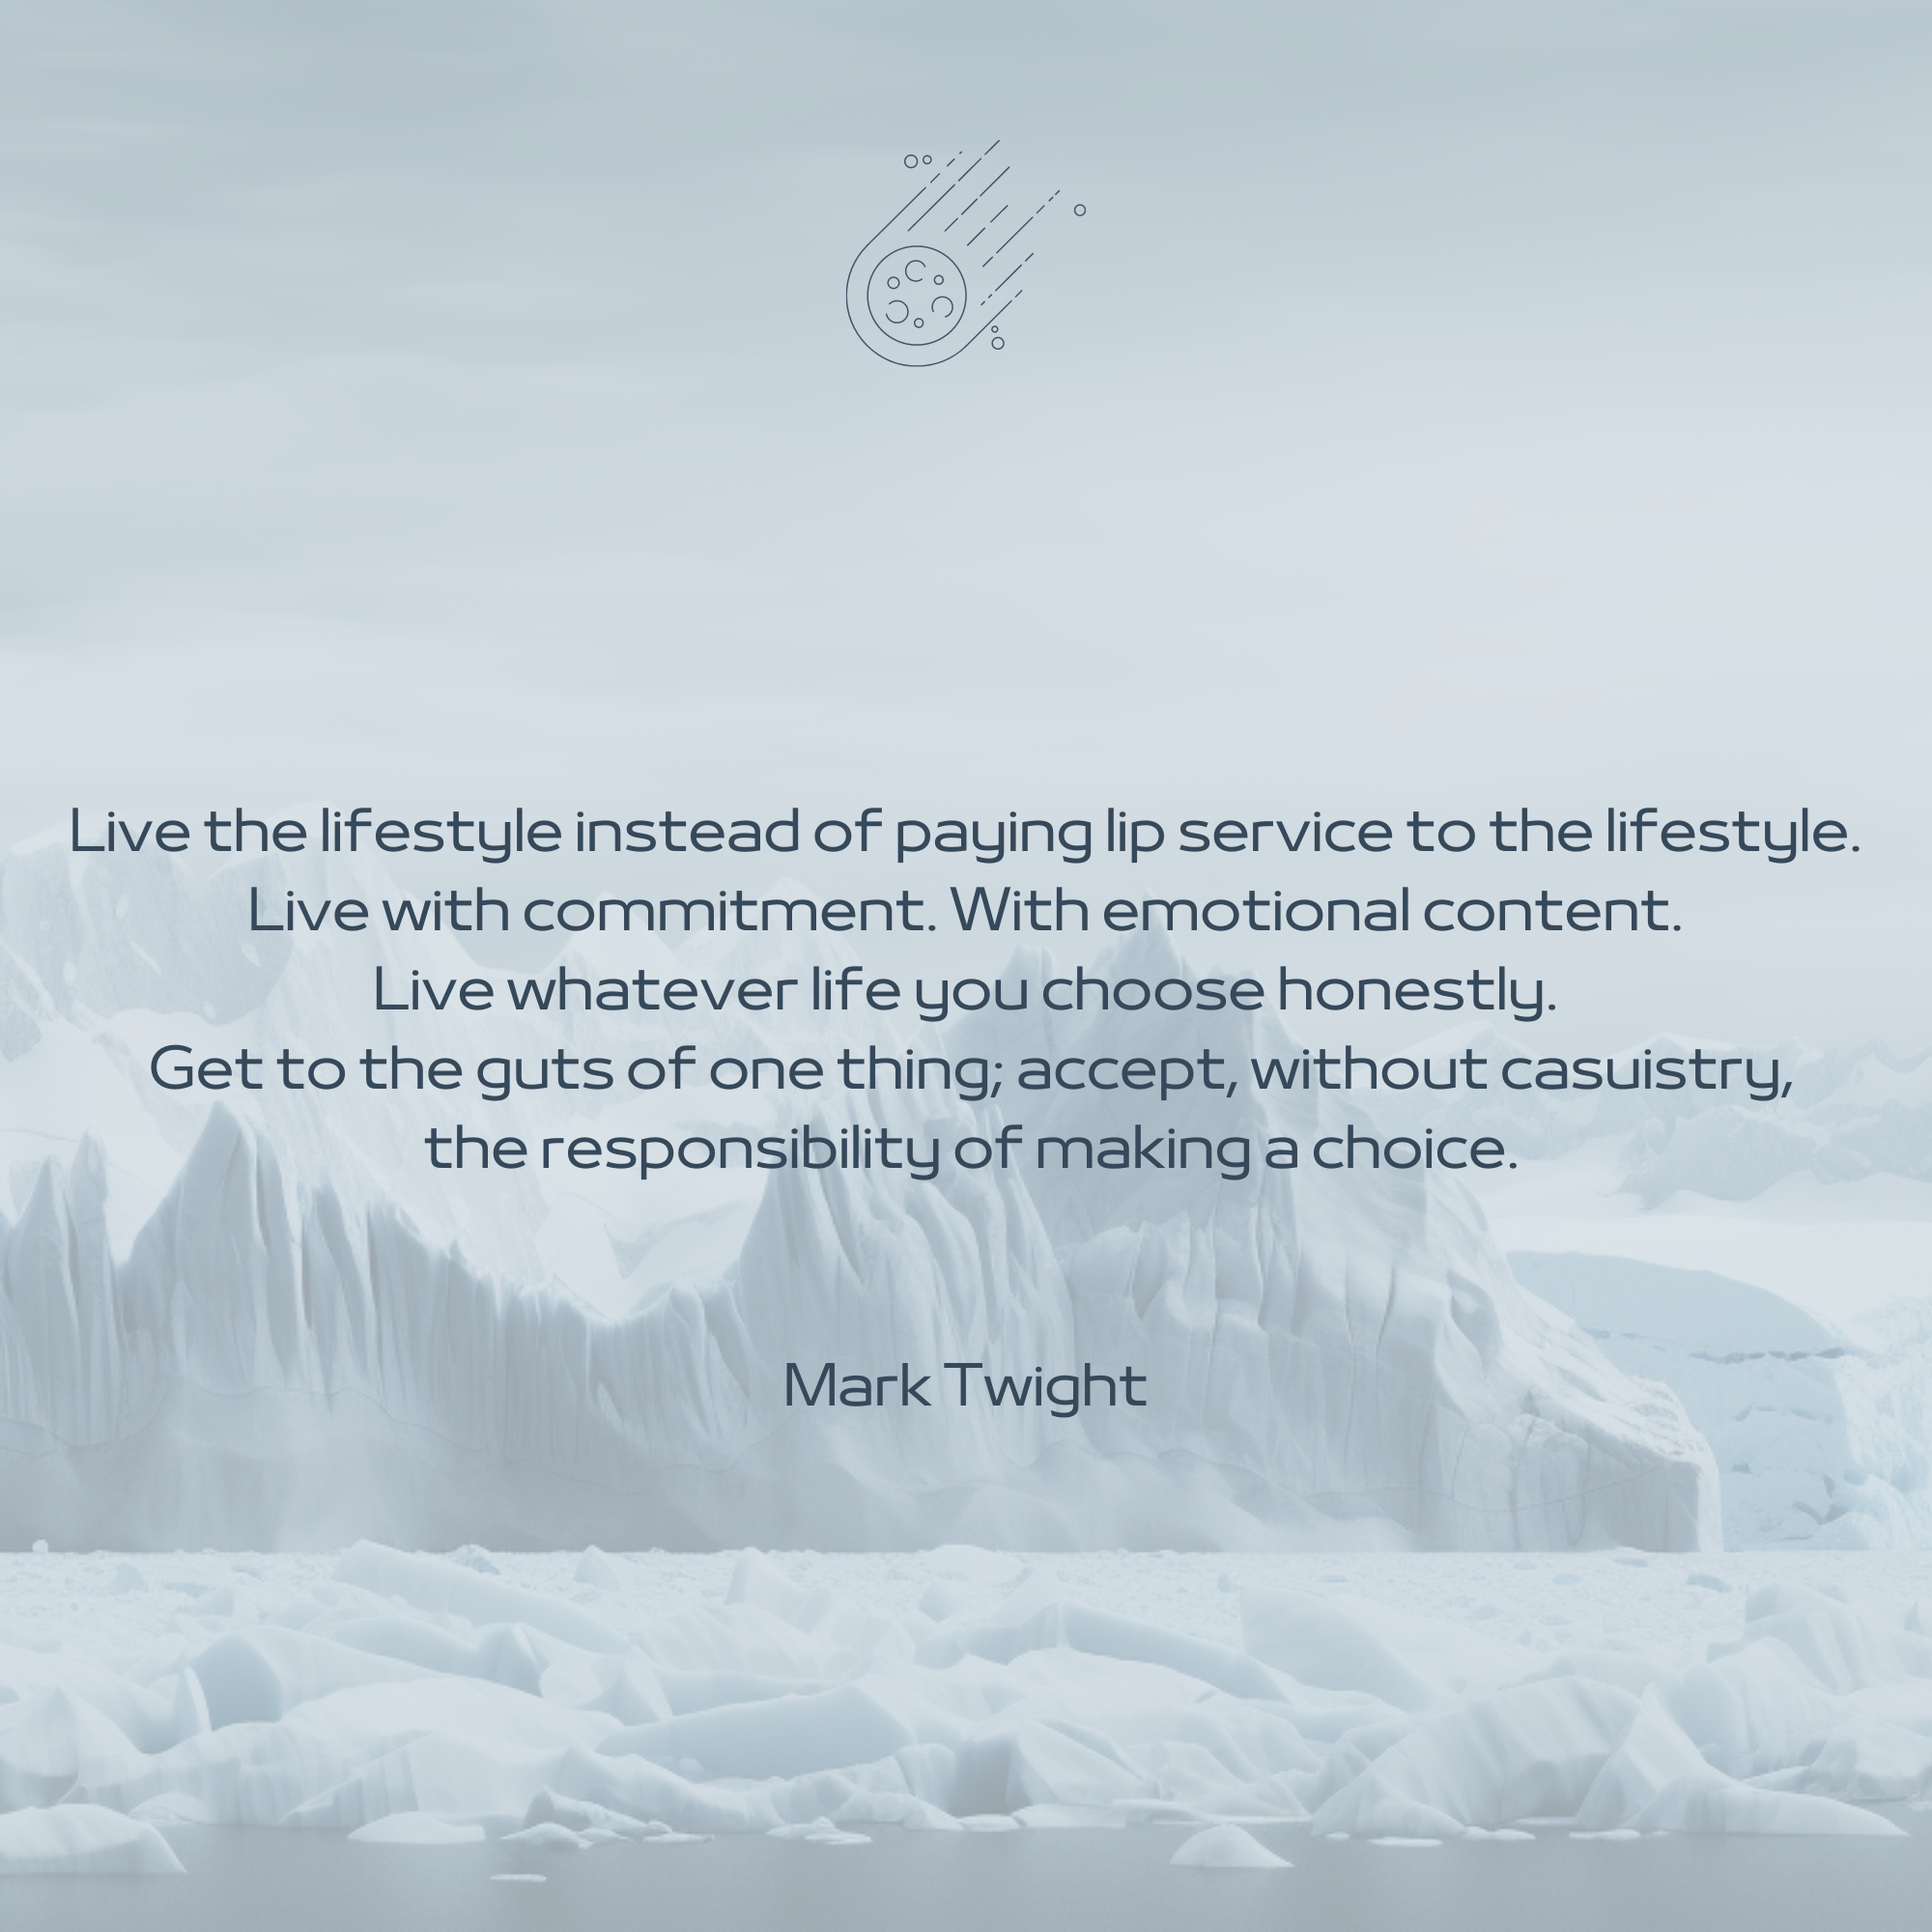 Live the lifestyle instead of paying lip service to the lifestyle.
Live with commitment. With emotional content.
Live whatever life you choose honestly.
Get to the guts of one thing; accept, without casuistry,
the responsibility of making a choice.
Mark Twight